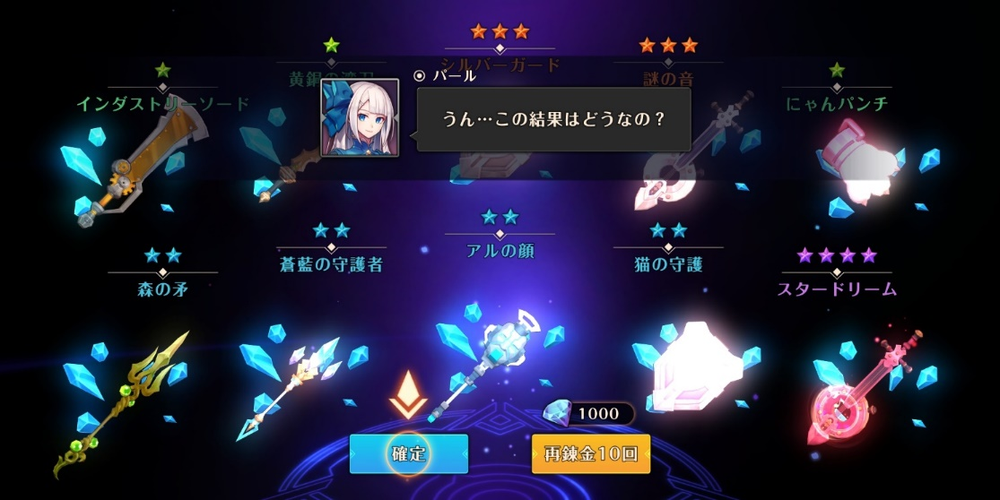 インダストリーソード
黄銅の湾刀
シルバーガード
謎の音
にゃんパンチ
パール
うん…この結果はどうなの？
森の矛
蒼藍の守護者
アルの顔
猫の守護
スタードリーム
1000
確定
再錬金10回